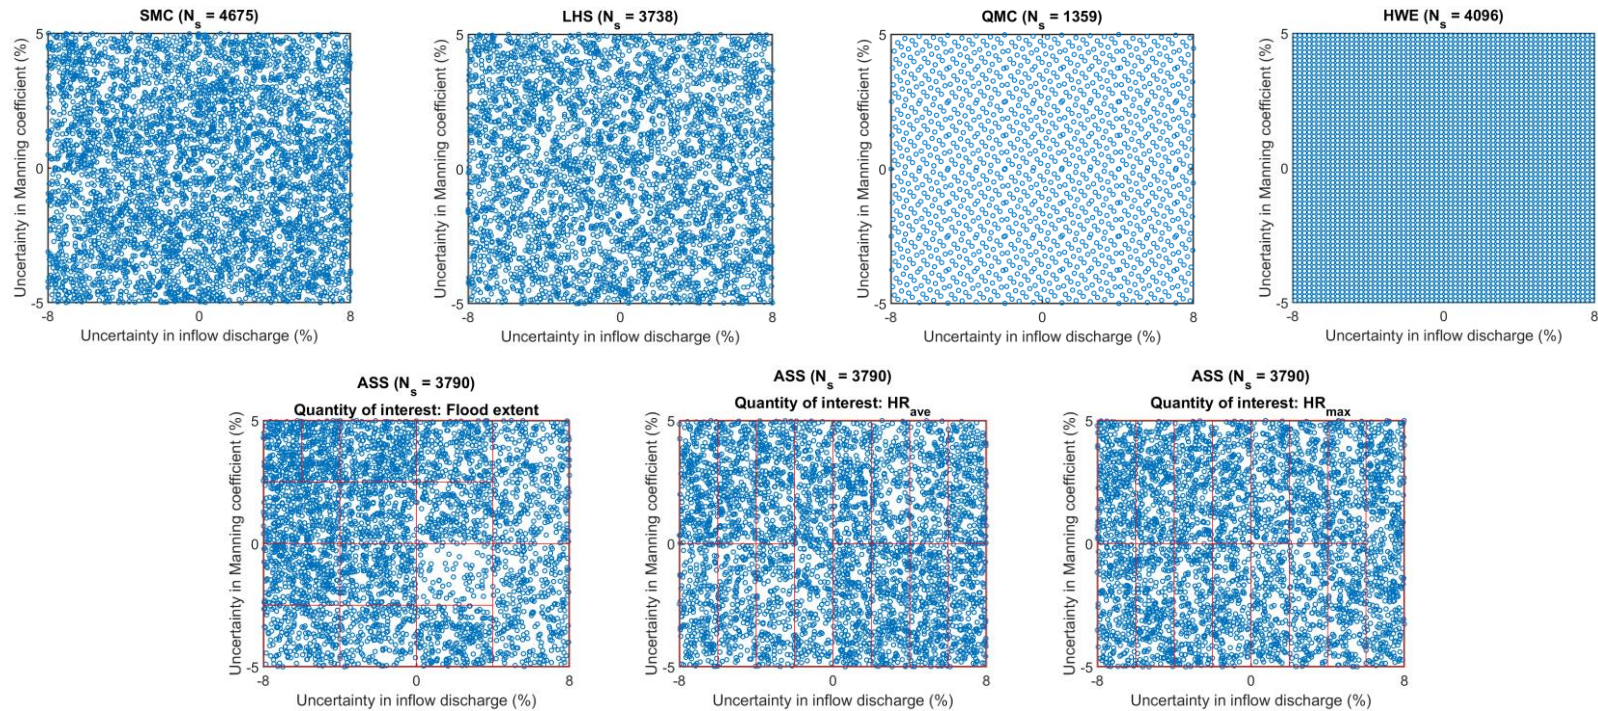 SMC (Ns = 4675)
Uncertainty in Manning coefficient (%)
5
0
-5
-8
0
8
Uncertainty in inflow discharge (%)
LHS (Ns = 3738)
Uncertainty in Manning coefficient (%)
5
0
-5
-8
0
8
Uncertainty in inflow discharge (%)
QMC (Ns = 1359)
Uncertainty in Manning coefficient (%)
5
0
-5
-8
0
8
Uncertainty in inflow discharge (%)
HWE (Ns = 4096)
Uncertainty in Manning coefficient (%)
5
0
-5
-8
0
8
Uncertainty in inflow discharge (%)
ASS (Ns = 3790)
Quantity of interest: Flood extent
Uncertainty in Manning coefficient (%)
5
0
-5
-8
0
8
Uncertainty in inflow discharge (%)
ASS (Ns = 3790)
Quantity of interest: HRave
Uncertainty in Manning coefficient (%)
5
0
-5
-8
0
8
Uncertainty in inflow discharge (%)
ASS (Ns = 3790)
Quantity of interest: HRmax
Uncertainty in Manning coefficient (%)
5
0
-5
-8
0
8
Uncertainty in inflow discharge (%)